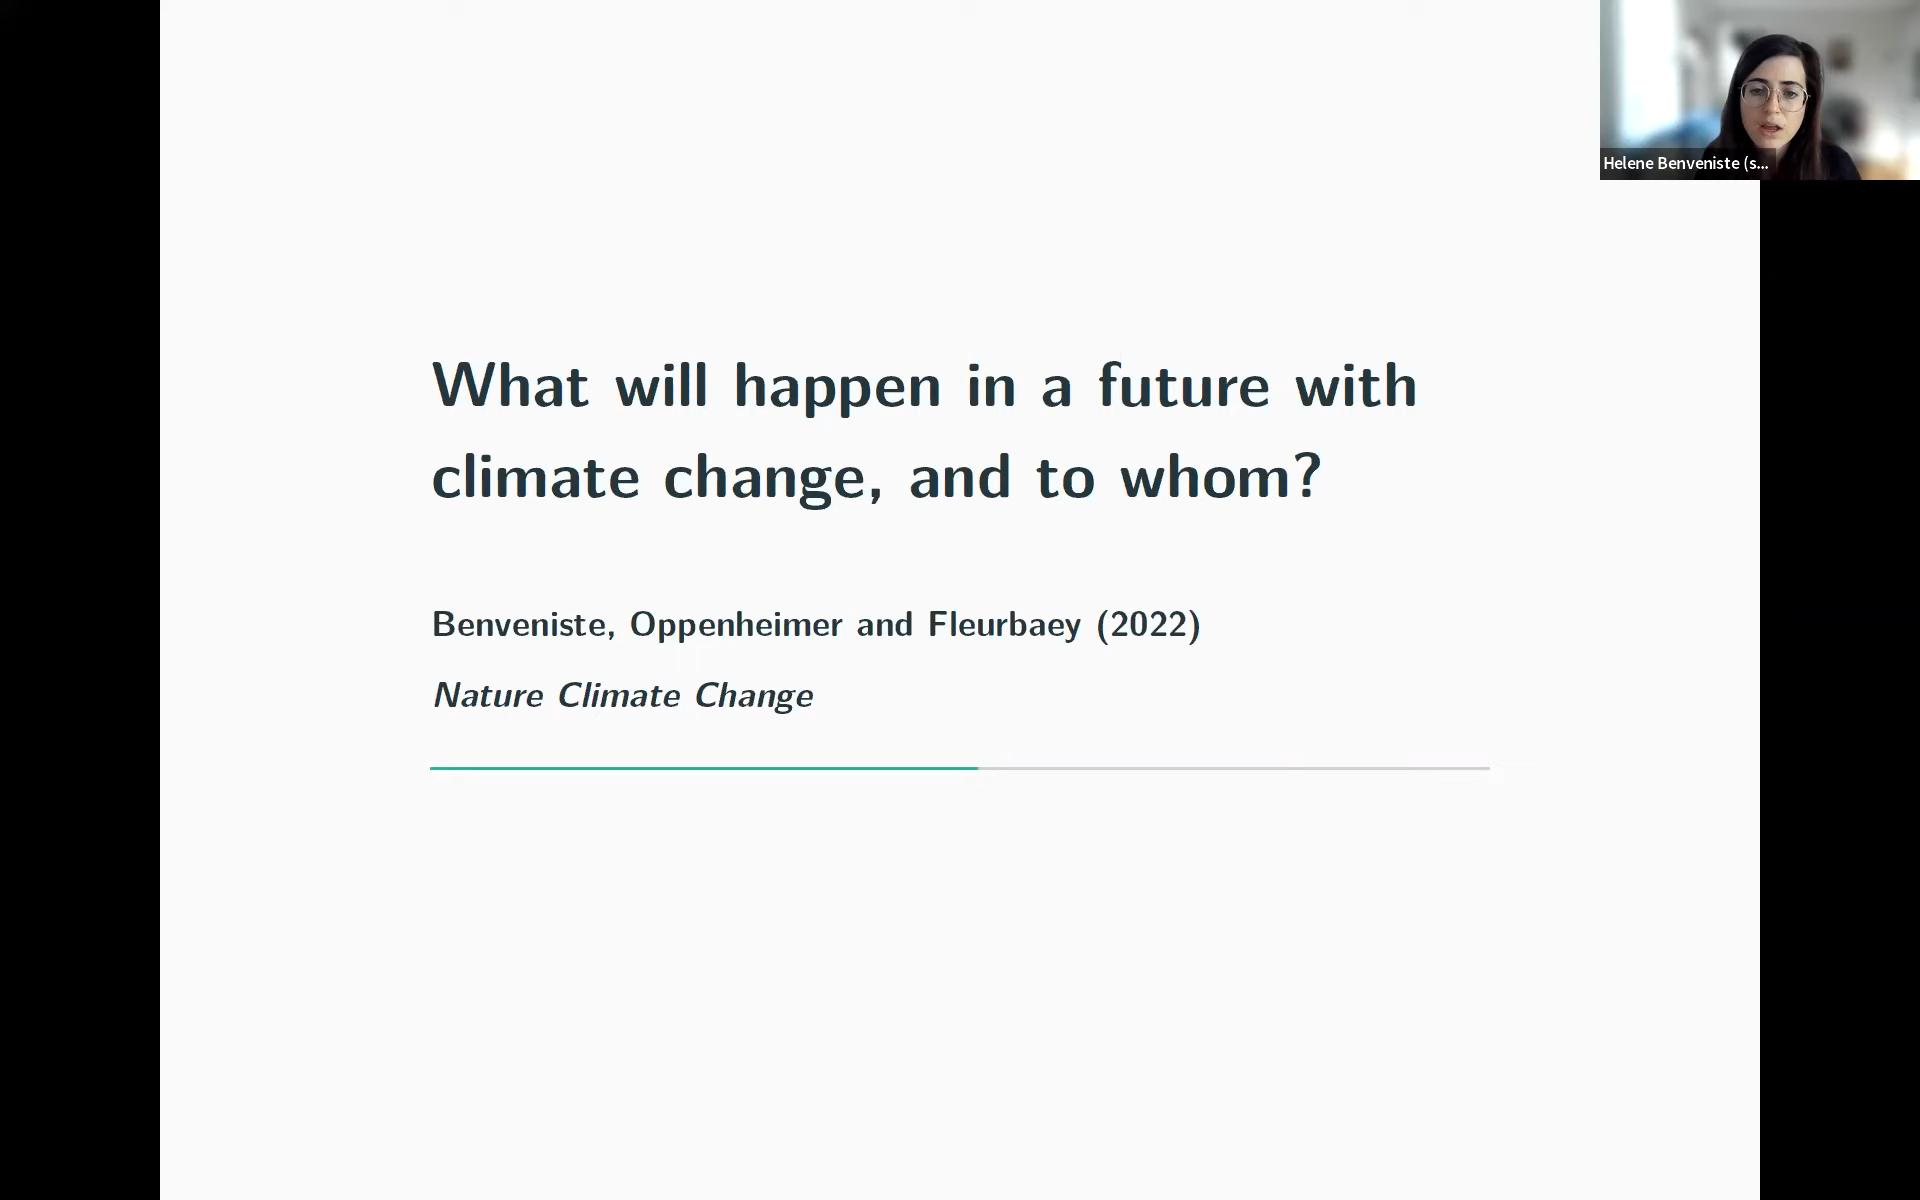 What will happen in a future with
climate change, and to whom?
Benveniste, Oppenheimer and Fleurbaey (2022)
Nature Climate Change
Helene Benveniste (s...